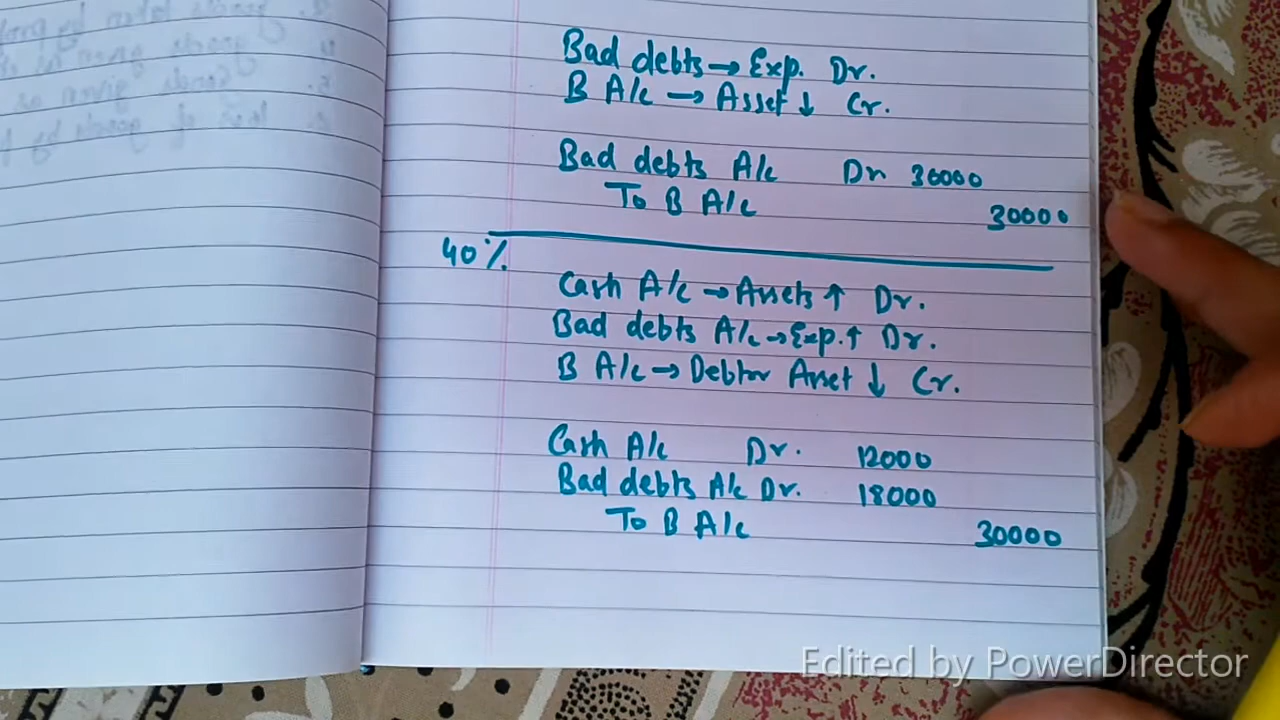 Bad debts → Exp. Dr.
B A/c → Asset ↓ Cr.
Bad debts A/c Dr 30000
To B A/c 30000
40%
Cash A/c → Assets ↑ Dr.
Bad debts A/c → Exp. ↑ Dr.
B A/c → Debtor Asset ↓ Cr.
Cash A/c Dr. 12000
Bad debts A/c Dr. 18000
To B A/c 30000
Edited by PowerDirector